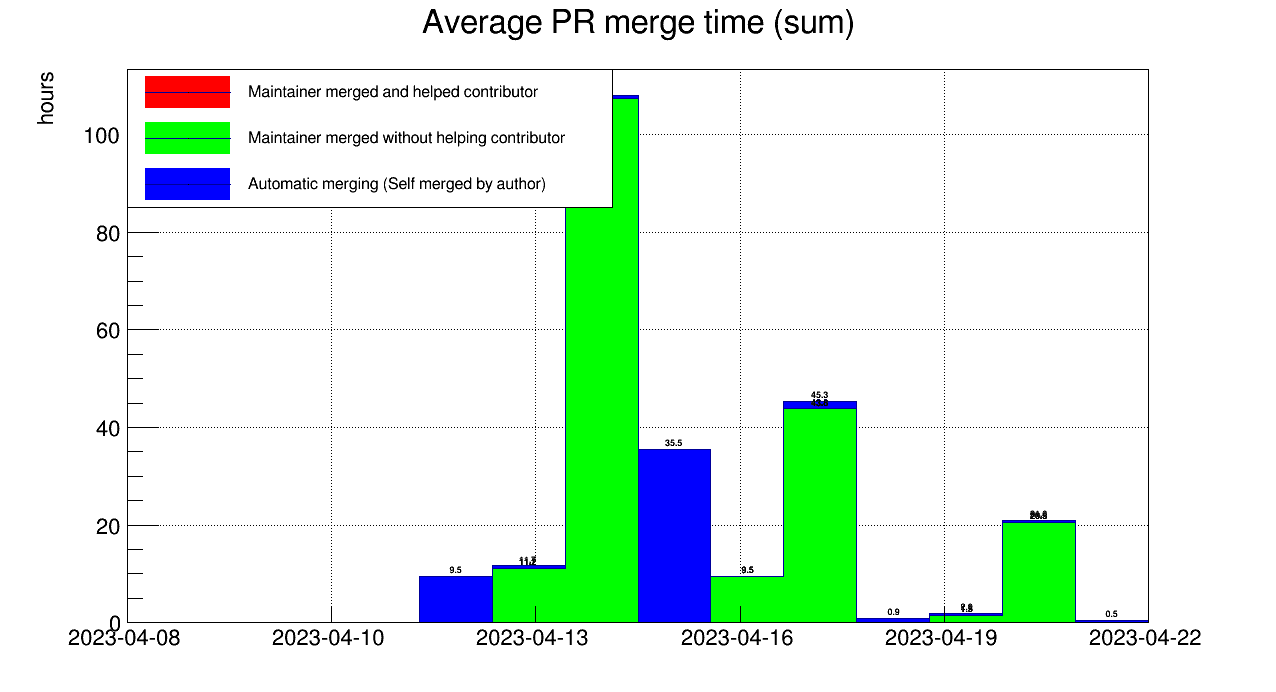 Average PR merge time (sum)
hours
Maintainer merged and helped contributor
Maintainer merged without helping contributor
Automatic merging (Self merged by author)
100
80
60
40
20
0
45.3
35.5
9.5
9.5
0.9
0.5
2023-04-08 2023-04-10 2023-04-13 2023-04-16 2023-04-19 2023-04-22